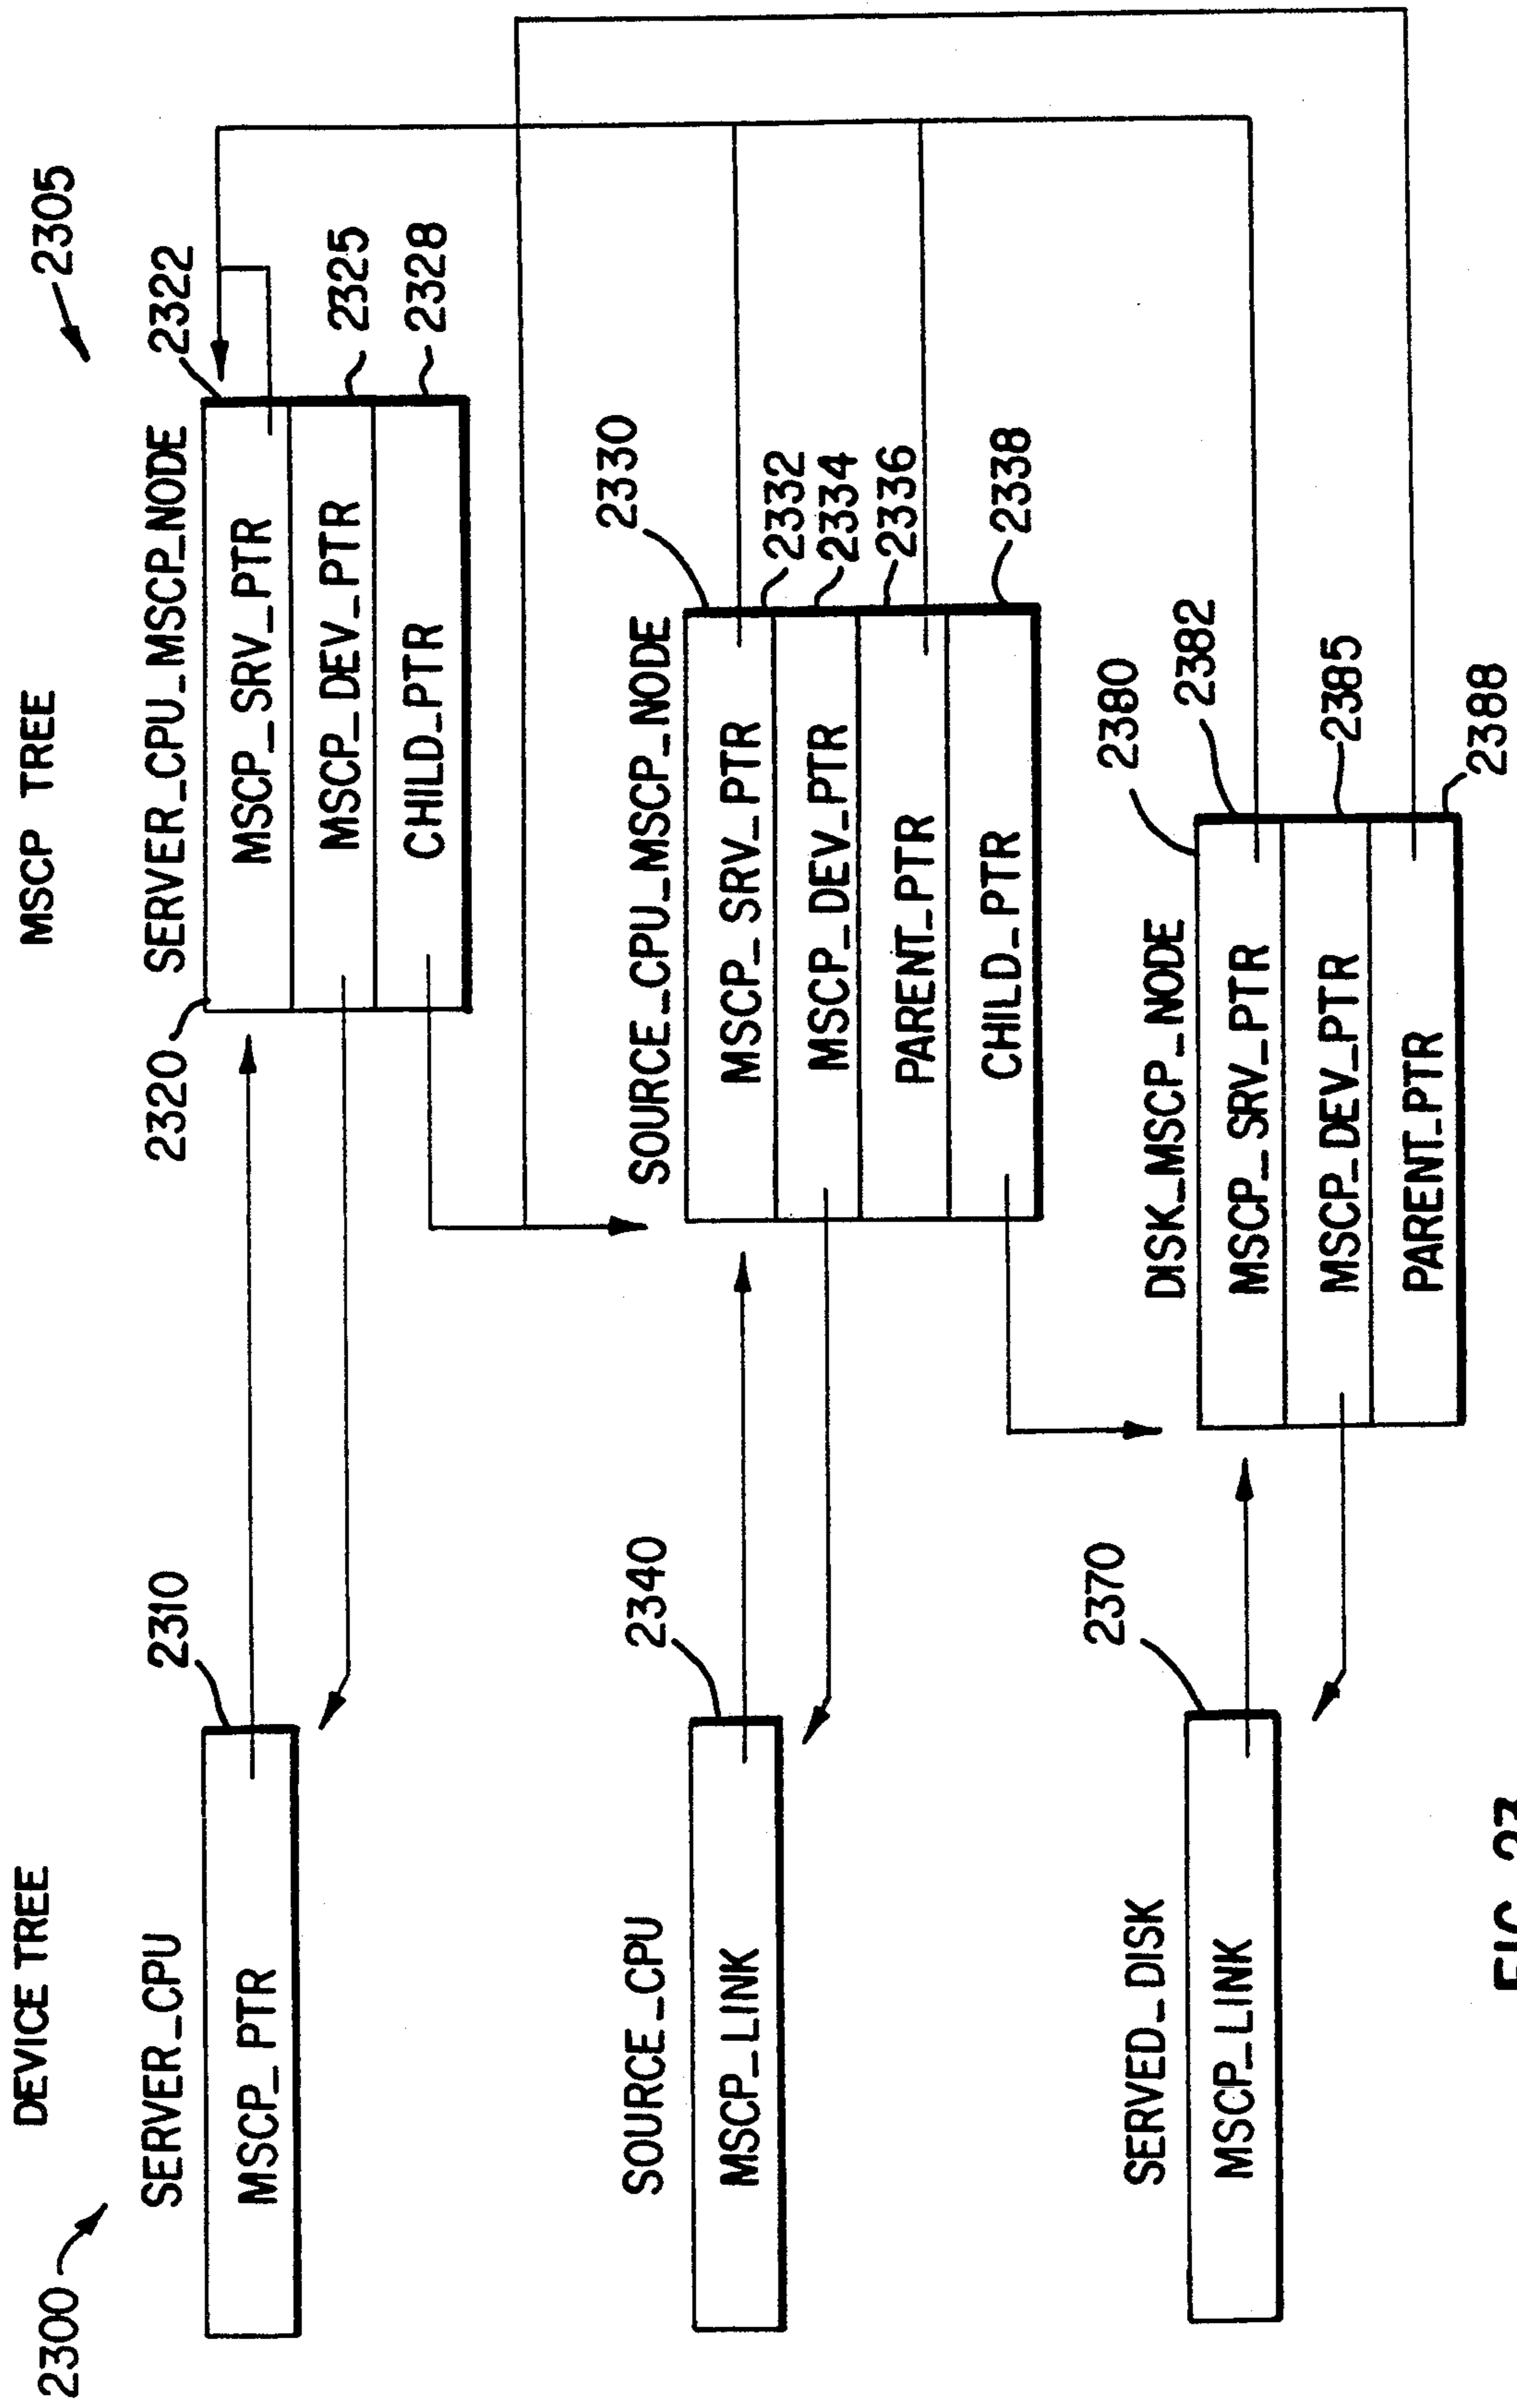 DEVICE TREE
MSCP TREE
2300
2305
SERVER_CPU
2310
MSCP_PTR
2320
SERVER_CPU_MSCP_NODE
2322
MSCP_SRV_PTR
MSCP_DEV_PTR
2325
CHILD_PTR
2328
SOURCE_CPU
2340
MSCP_LINK
SOURCE_CPU_MSCP_NODE
2330
MSCP_SRV_PTR
2332
MSCP_DEV_PTR
2334
PARENT_PTR
2336
CHILD_PTR
2338
SERVED_DISK
2370
MSCP_LINK
DISK_MSCP_NODE
2380
MSCP_SRV_PTR
2382
MSCP_DEV_PTR
2385
PARENT_PTR
2388
FIG. 23